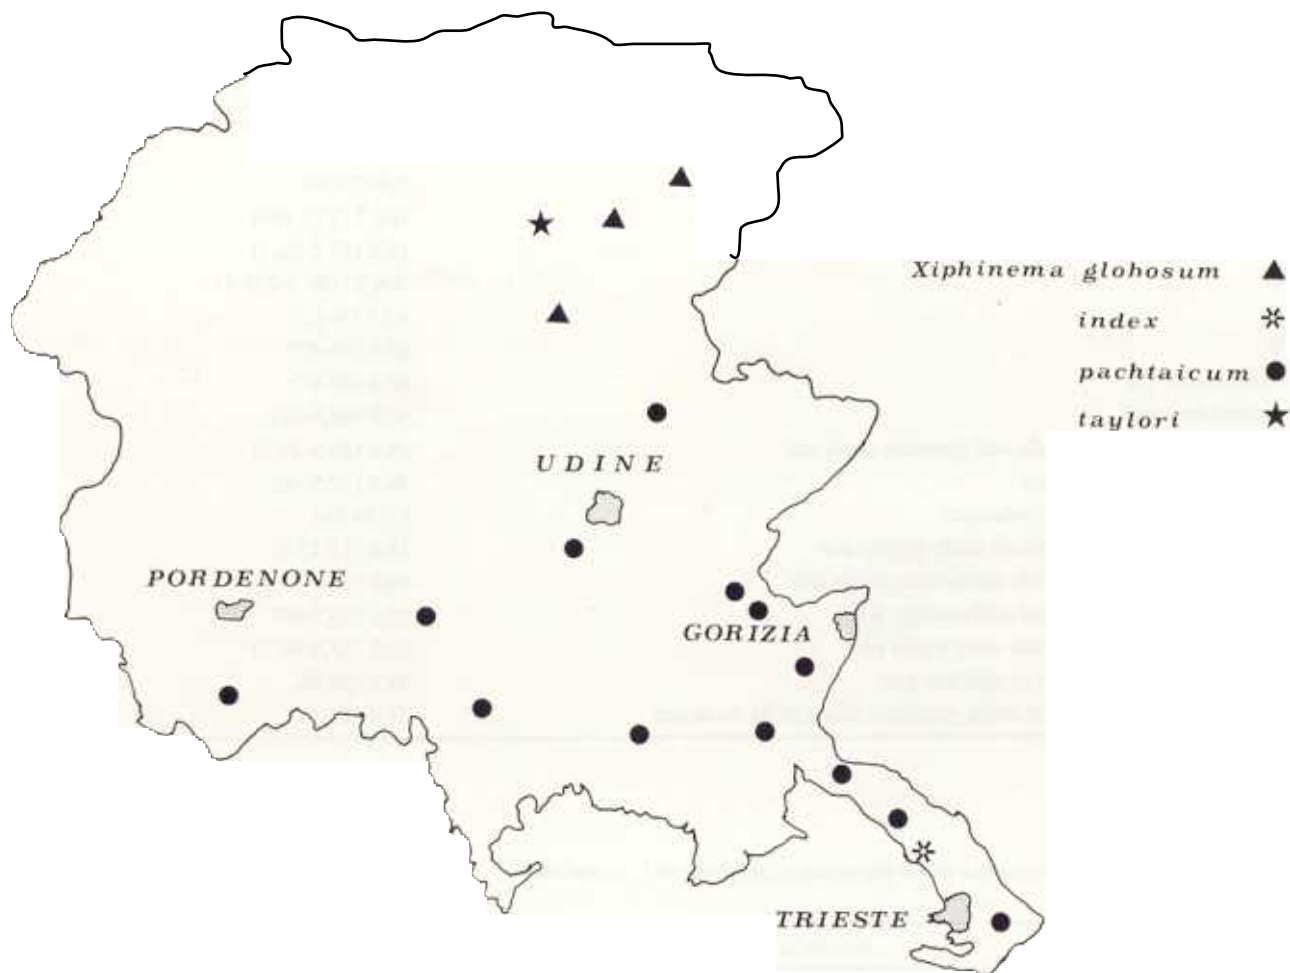 Xiphinema glohosum
index
pachtaicum
taylori
UDINE
PORDENONE
GORIZIA
TRIESTE